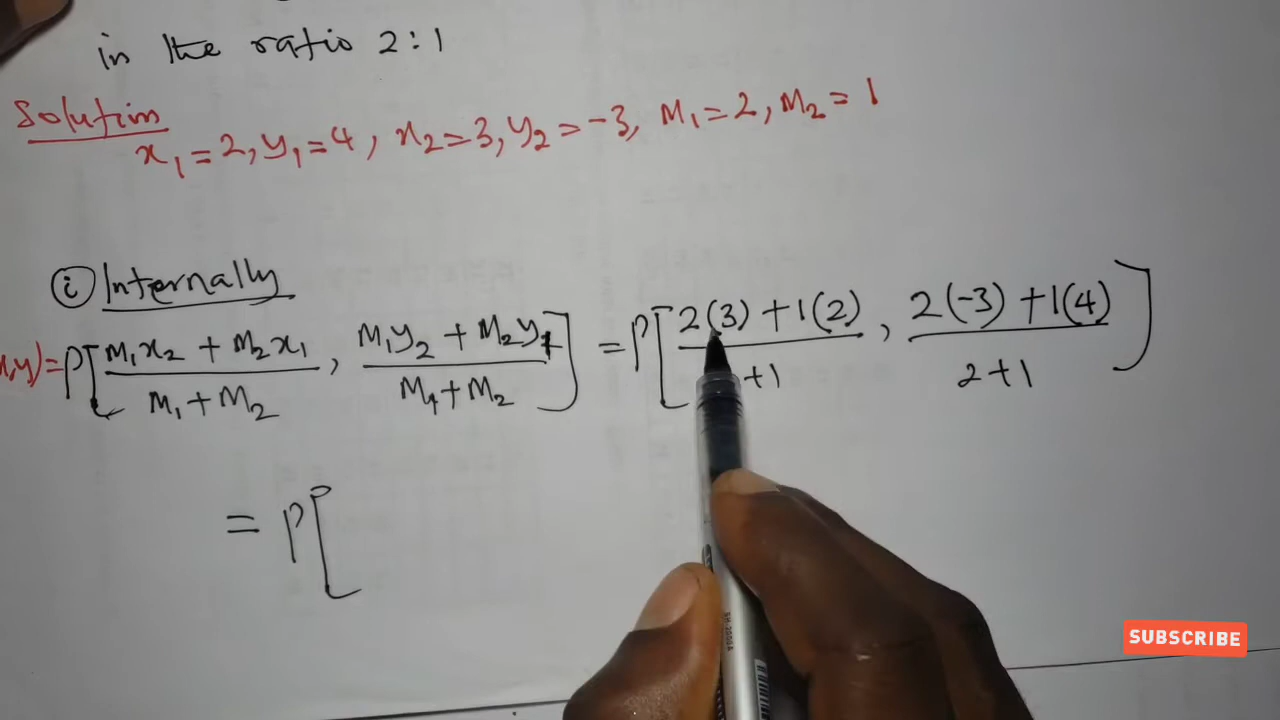 in the ratio 2:1
Solution
x₁=2, y₁=4, x₂=3, y₂=-3, M₁=2, M₂=1
(i) Internally
x,y)=P[(M₁x₂ + M₂x₁)/(M₁+M₂), (M₁y₂ + M₂y₁)/(M₁+M₂)] = P[(2(3)+1(2))/(+1), (2(-3)+1(4))/(2+1)]
= P[
SUBSCRIBE